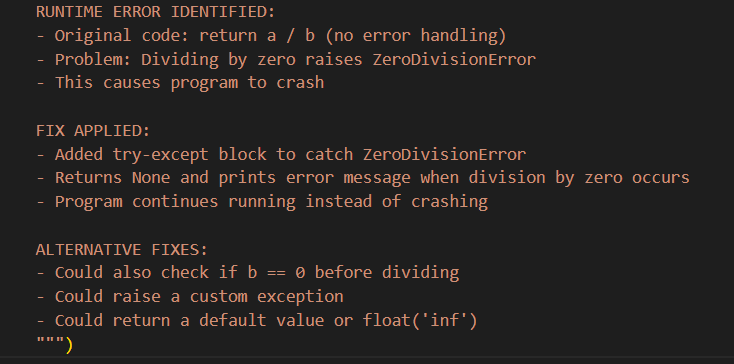 RUNTIME ERROR IDENTIFIED:
- Original code: return a / b (no error handling)
- Problem: Dividing by zero raises ZeroDivisionError
- This causes program to crash
FIX APPLIED:
- Added try-except block to catch ZeroDivisionError
- Returns None and prints error message when division by zero occurs
- Program continues running instead of crashing
ALTERNATIVE FIXES:
- Could also check if b == 0 before dividing
- Could raise a custom exception
- Could return a default value or float('inf')
""")